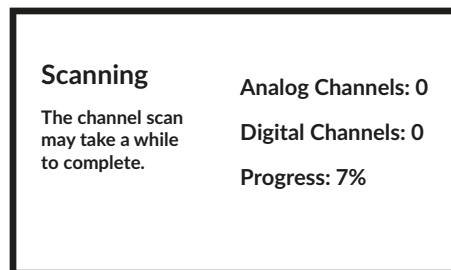 Scanning
The channel scan
may take a while
to complete.
Analog Channels: 0
Digital Channels: 0
Progress: 7%